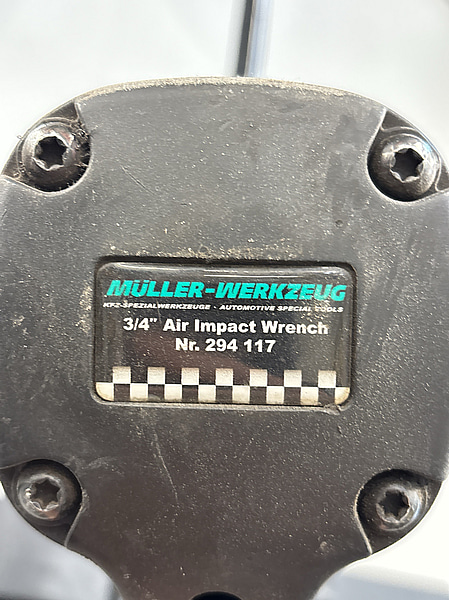 MÜLLER-WERKZEUG
KFZ-SPEZIALWERKZEUGE - AUTOMOTIVE SPECIAL TOOLS
3/4" Air Impact Wrench
Nr. 294 117